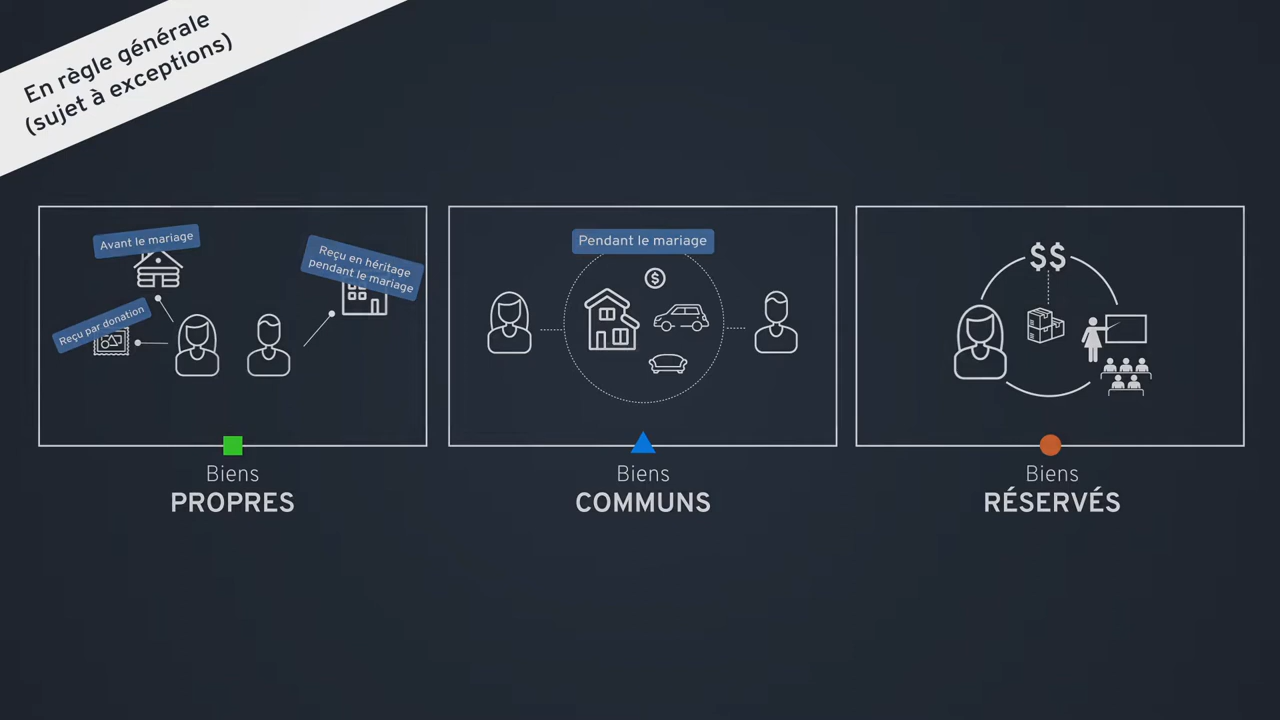 En règle générale
(sujet à exceptions)
Avant le mariage
Reçu par donation
Reçu en héritage
pendant le mariage
Biens
PROPRES
Pendant le mariage
$
Biens
COMMUNS
$$
Biens
RÉSERVÉS